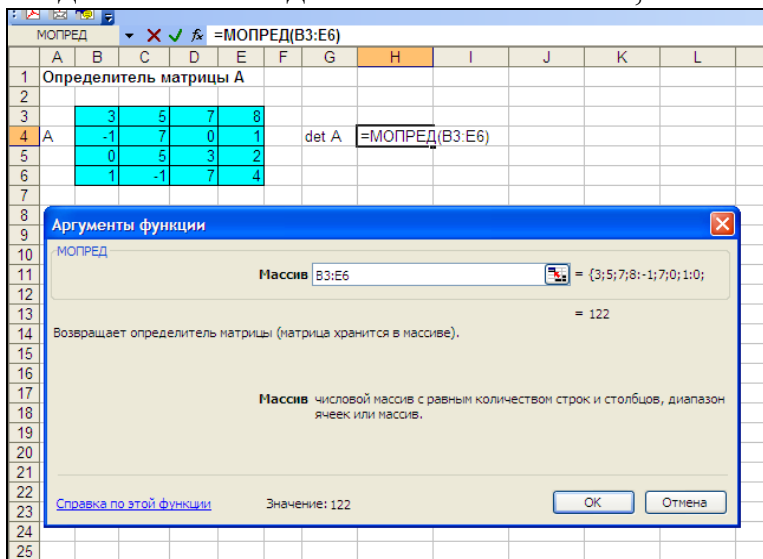 МОПРЕД =МОПРЕД(B3:E6)
A B C D E F G H I J K L
1 Определитель матрицы А
2
3 3 5 7 8
4 А -1 7 0 1 det A =МОПРЕД(B3:E6)
5 0 5 3 2
6 1 -1 7 4
7
8
9
10
11
12
13
14
15
16
17
18
19
20
21
22
23
24
25
Аргументы функции
МОПРЕД
Массив B3:E6 = {3;5;7;8:-1;7;0;1:0;
= 122
Возвращает определитель матрицы (матрица хранится в массиве).
Массив числовой массив с равным количеством строк и столбцов, диапазон
ячеек или массив.
Справка по этой функции Значение: 122 ОК Отмена